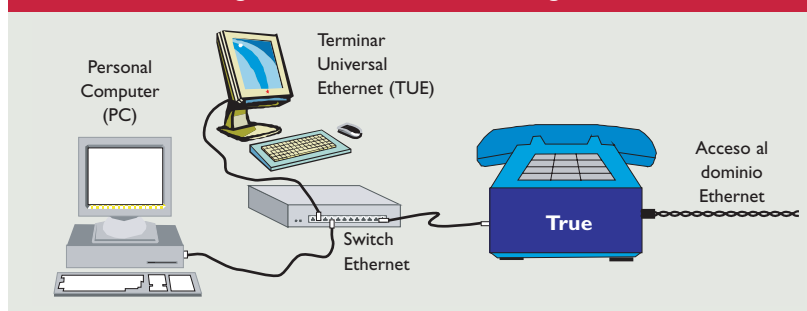 Personal
Computer
(PC)
Terminar
Universal
Ethernet (TUE)
Switch
Ethernet
True
Acceso al
dominio
Ethernet